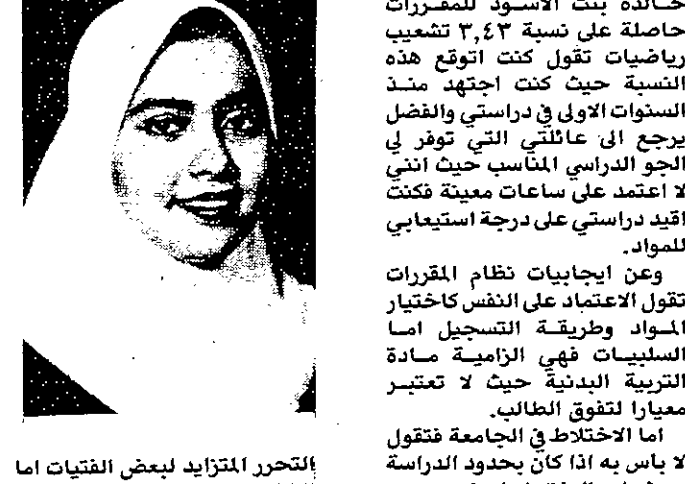 خالدة بنت الاسود للمقررات
حاصلة على نسبة ٣,٤٣ تشعيب
رياضيات تقول كنت اتوقع هذه
النسبة حيث كنت اجتهد منذ
السنوات الاولى في دراستي والفضل
يرجع الى عائلتي التي توفر لي
الجو الدراسي المناسب حيث انني
لا اعتمد على ساعات معينة فكنت
اقيد دراستي على درجة استيعابي
للمواد.
وعن ايجابيات نظام المقررات
تقول الاعتماد على النفس كاختيار
المواد وطريقة التسجيل اما
السلبيات فهي الزامية مادة
التربية البدنية حيث لا تعتبر
معيارا لتفوق الطالب.
اما الاختلاط في الجامعة فتقول
لا باس به اذا كان بحدود الدراسة
التحرر المتزايد لبعض الفتيات اما